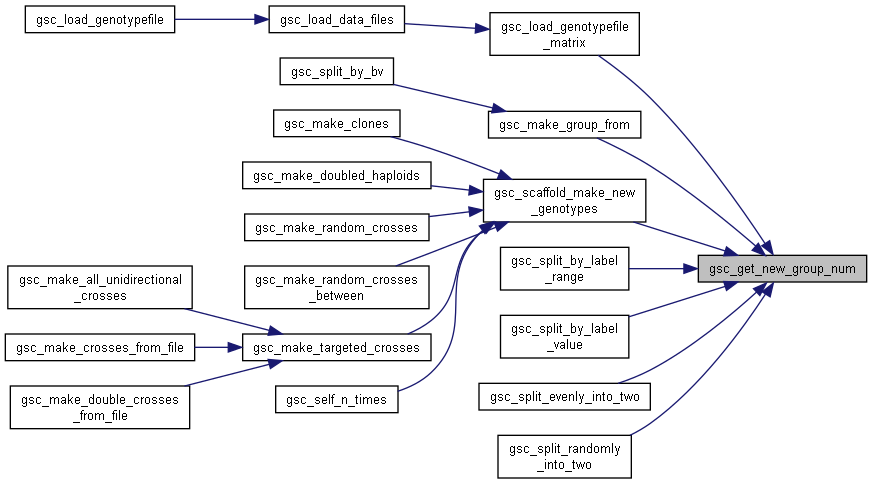 gsc_load_genotypefile
gsc_load_data_files
gsc_load_genotypefile
_matrix
gsc_split_by_bv
gsc_make_group_from
gsc_make_clones
gsc_make_doubled_haploids
gsc_scaffold_make_new
_genotypes
gsc_make_random_crosses
gsc_split_by_label
_range
gsc_get_new_group_num
gsc_make_all_unidirectional
_crosses
gsc_make_random_crosses
_between
gsc_split_by_label
_value
gsc_make_crosses_from_file
gsc_make_targeted_crosses
gsc_make_double_crosses
_from_file
gsc_self_n_times
gsc_split_evenly_into_two
gsc_split_randomly
_into_two